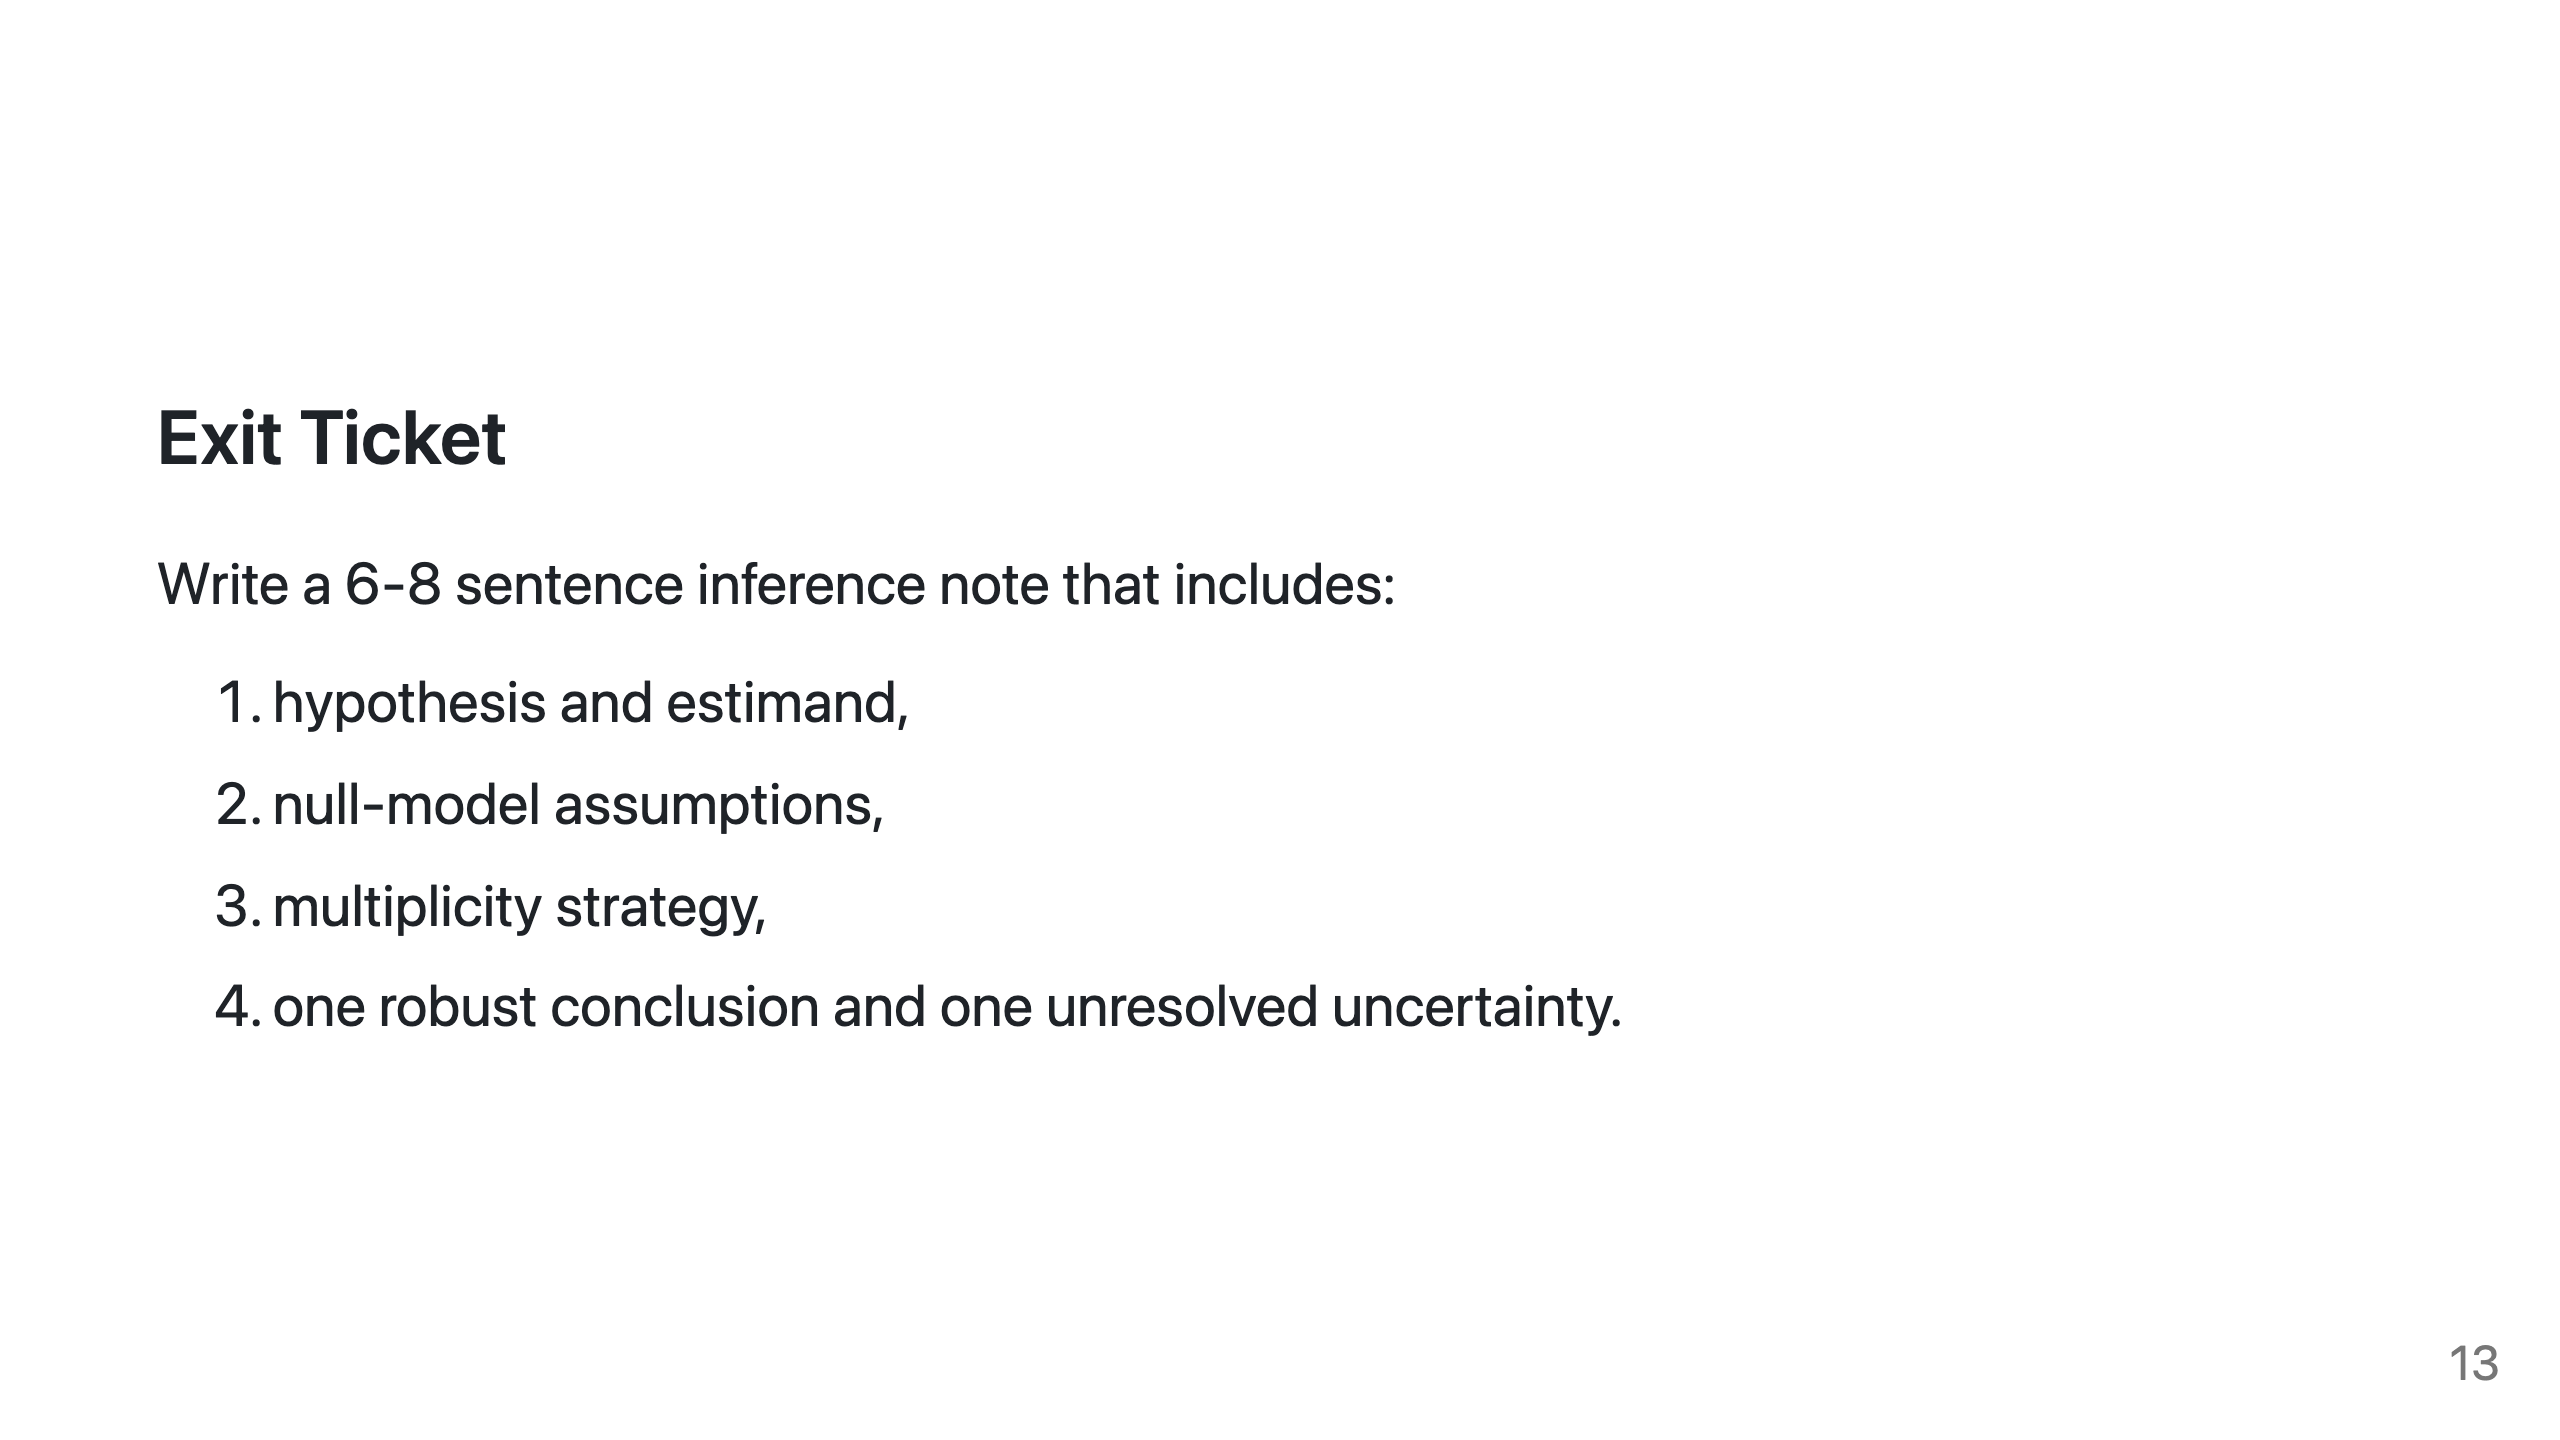 Exit Ticket
Write a 6-8 sentence inference note that includes:
1. hypothesis and estimand,
2. null-model assumptions,
3. multiplicity strategy,
4. one robust conclusion and one unresolved uncertainty.
13